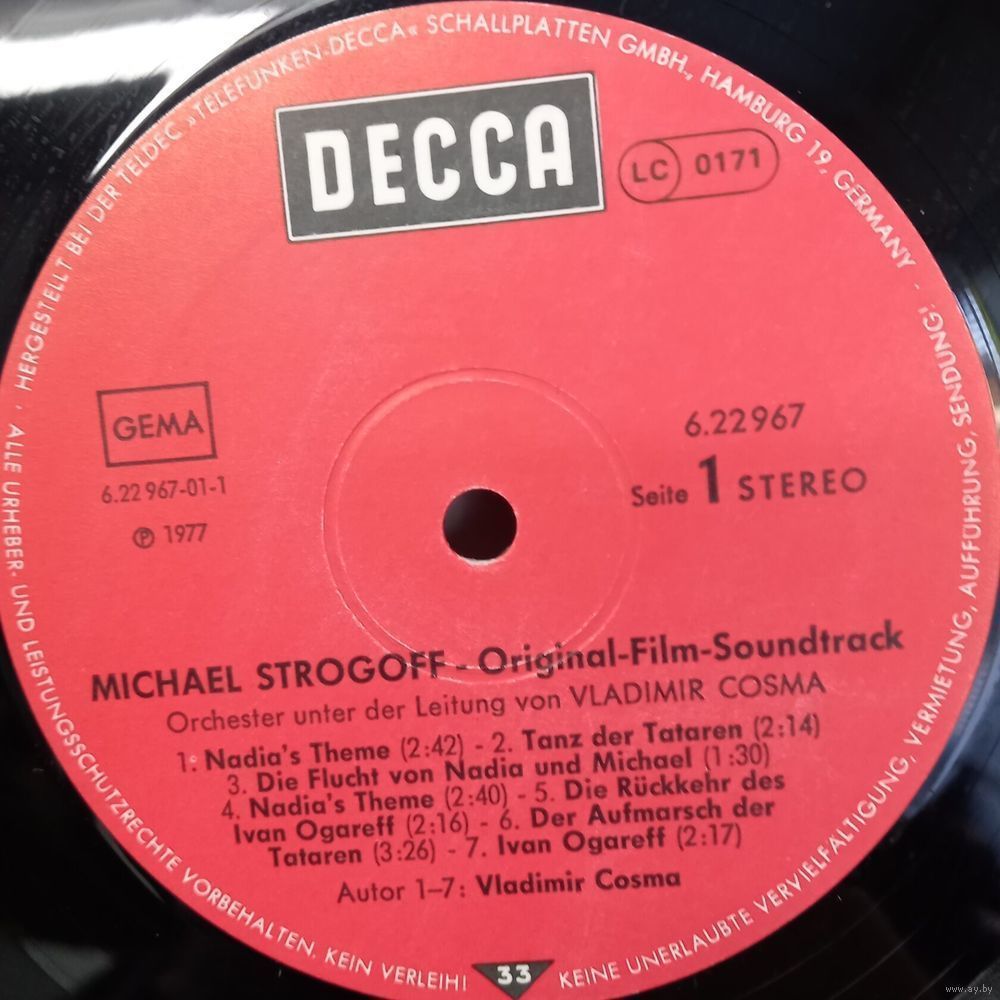 HERGESTELLT BEI DER TELDEC »TELEFUNKEN-DECCA« SCHALLPLATTEN GMBH., HAMBURG 19, GERMANY ·
DECCA
LC 0171
GEMA
6.22967
6.22 967-01-1
Seite 1 STEREO
℗ 1977
MICHAEL STROGOFF - Original-Film-Soundtrack
Orchester unter der Leitung von VLADIMIR COSMA
1: Nadia's Theme (2:42) - 2. Tanz der Tataren (2:14)
3. Die Flucht von Nadia und Michael (1:30)
4. Nadia's Theme (2:40) - 5. Die Rückkehr des
Ivan Ogareff (2:16) - 6. Der Aufmarsch der
Tataren (3:26) - 7. Ivan Ogareff (2:17)
Autor 1-7: Vladimir Cosma
· ALLE URHEBER- UND LEISTUNGSSCHUTZRECHTE VORBEHALTEN, KEIN VERLEIH!
33
KEINE UNERLAUBTE VERVIELFÄLTIGUNG, VERMIETUNG, AUFFÜHRUNG, SENDUNG!
www.ay.by